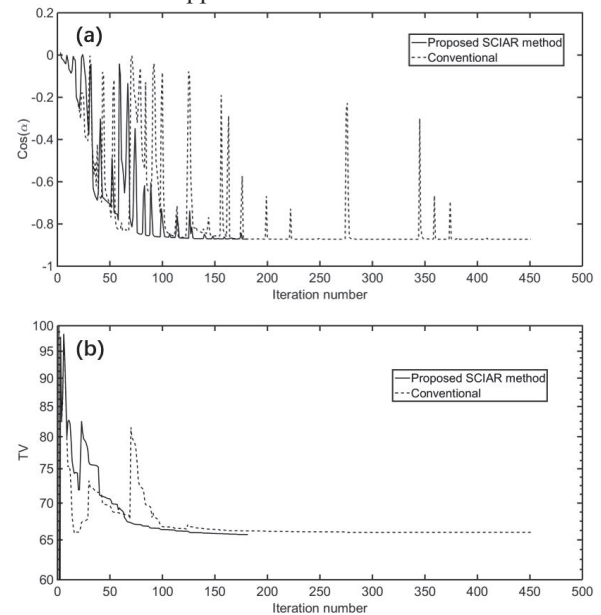 0.2
(a)
Proposed SCIAR method
Conventional
0
-0.2
-0.4
-0.6
-0.8
-1
Cos(α)
0 50 100 150 200 250 300 350 400 450 500
Iteration number
100
(b)
95
90
85
80
75
70
65
60
TV
Proposed SCIAR method
Conventional
0 50 100 150 200 250 300 350 400 450 500
Iteration number